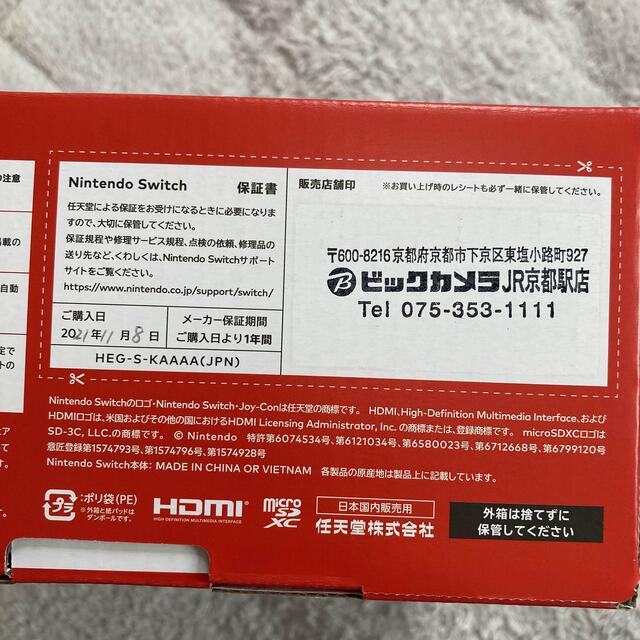 の注意
載の
自動
定で
トの
ェア
て
る
Nintendo Switch 保証書
任天堂による保証をお受けになるときに必要になりま
すので、大切に保管してください。
保証規程や修理サービス規程、点検の依頼、修理品の
送り先など、くわしくは、Nintendo Switchサポート
サイトをご覧ください。
https://www.nintendo.co.jp/support/switch/
ご購入日
2021年11月8日
メーカー保証期間
ご購入日より1年間
HEG-S-KAAAA(JPN)
販売店舗印 ※お買い上げ時のレシートも必ず一緒に保管してください。
〒600-8216 京都府京都市下京区東塩小路町927
ビックカメラJR京都駅店
Tel 075-353-1111
Nintendo Switchのロゴ・Nintendo Switch・Joy-Conは任天堂の商標です。 HDMI、High-Definition Multimedia Interface、および
HDMIロゴは、米国およびその他の国におけるHDMI Licensing Administrator, Inc. の商標または、登録商標です。 microSDXCロゴは
SD-3C, LLC.の商標です。 © Nintendo 特許第6074534号、第6121034号、第6580023号、第6712668号、第6799120号
意匠登録第1574793号、第1574796号、第1574928号
Nintendo Switch本体: MADE IN CHINA OR VIETNAM 各製品の原産地は製品上に記載しています。
プラ
:ポリ袋(PE)
※外箱と紙パッドは
ダンボールです。
HDMI
HIGH-DEFINITION MULTIMEDIA INTERFACE
micro
SD
XC
日本国内販売用
任天堂株式会社
外箱は捨てずに
保管してください